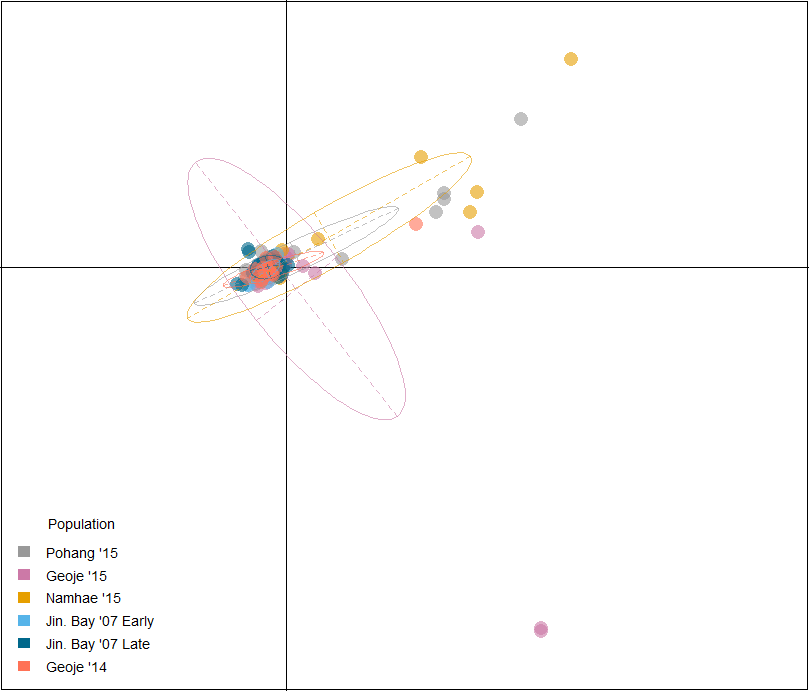 Population
Pohang '15
Geoje '15
Namhae '15
Jin. Bay '07 Early
Jin. Bay '07 Late
Geoje '14